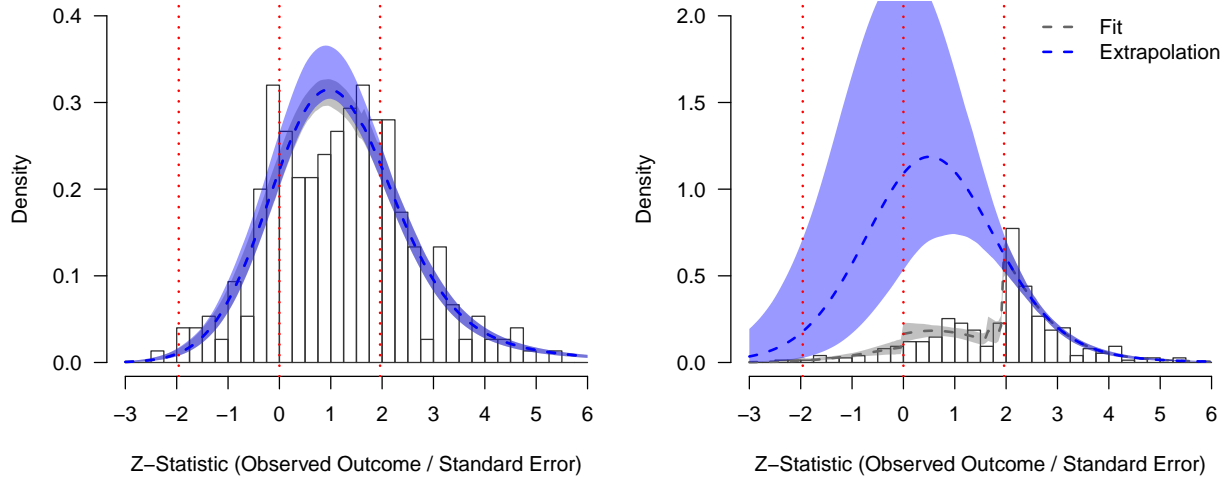 0.4
0.3
0.2
0.1
0.0
Density
−3 −2 −1 0 1 2 3 4 5 6
Z−Statistic (Observed Outcome / Standard Error)
2.0
1.5
1.0
0.5
0.0
Density
−3 −2 −1 0 1 2 3 4 5 6
Z−Statistic (Observed Outcome / Standard Error)
Fit
Extrapolation